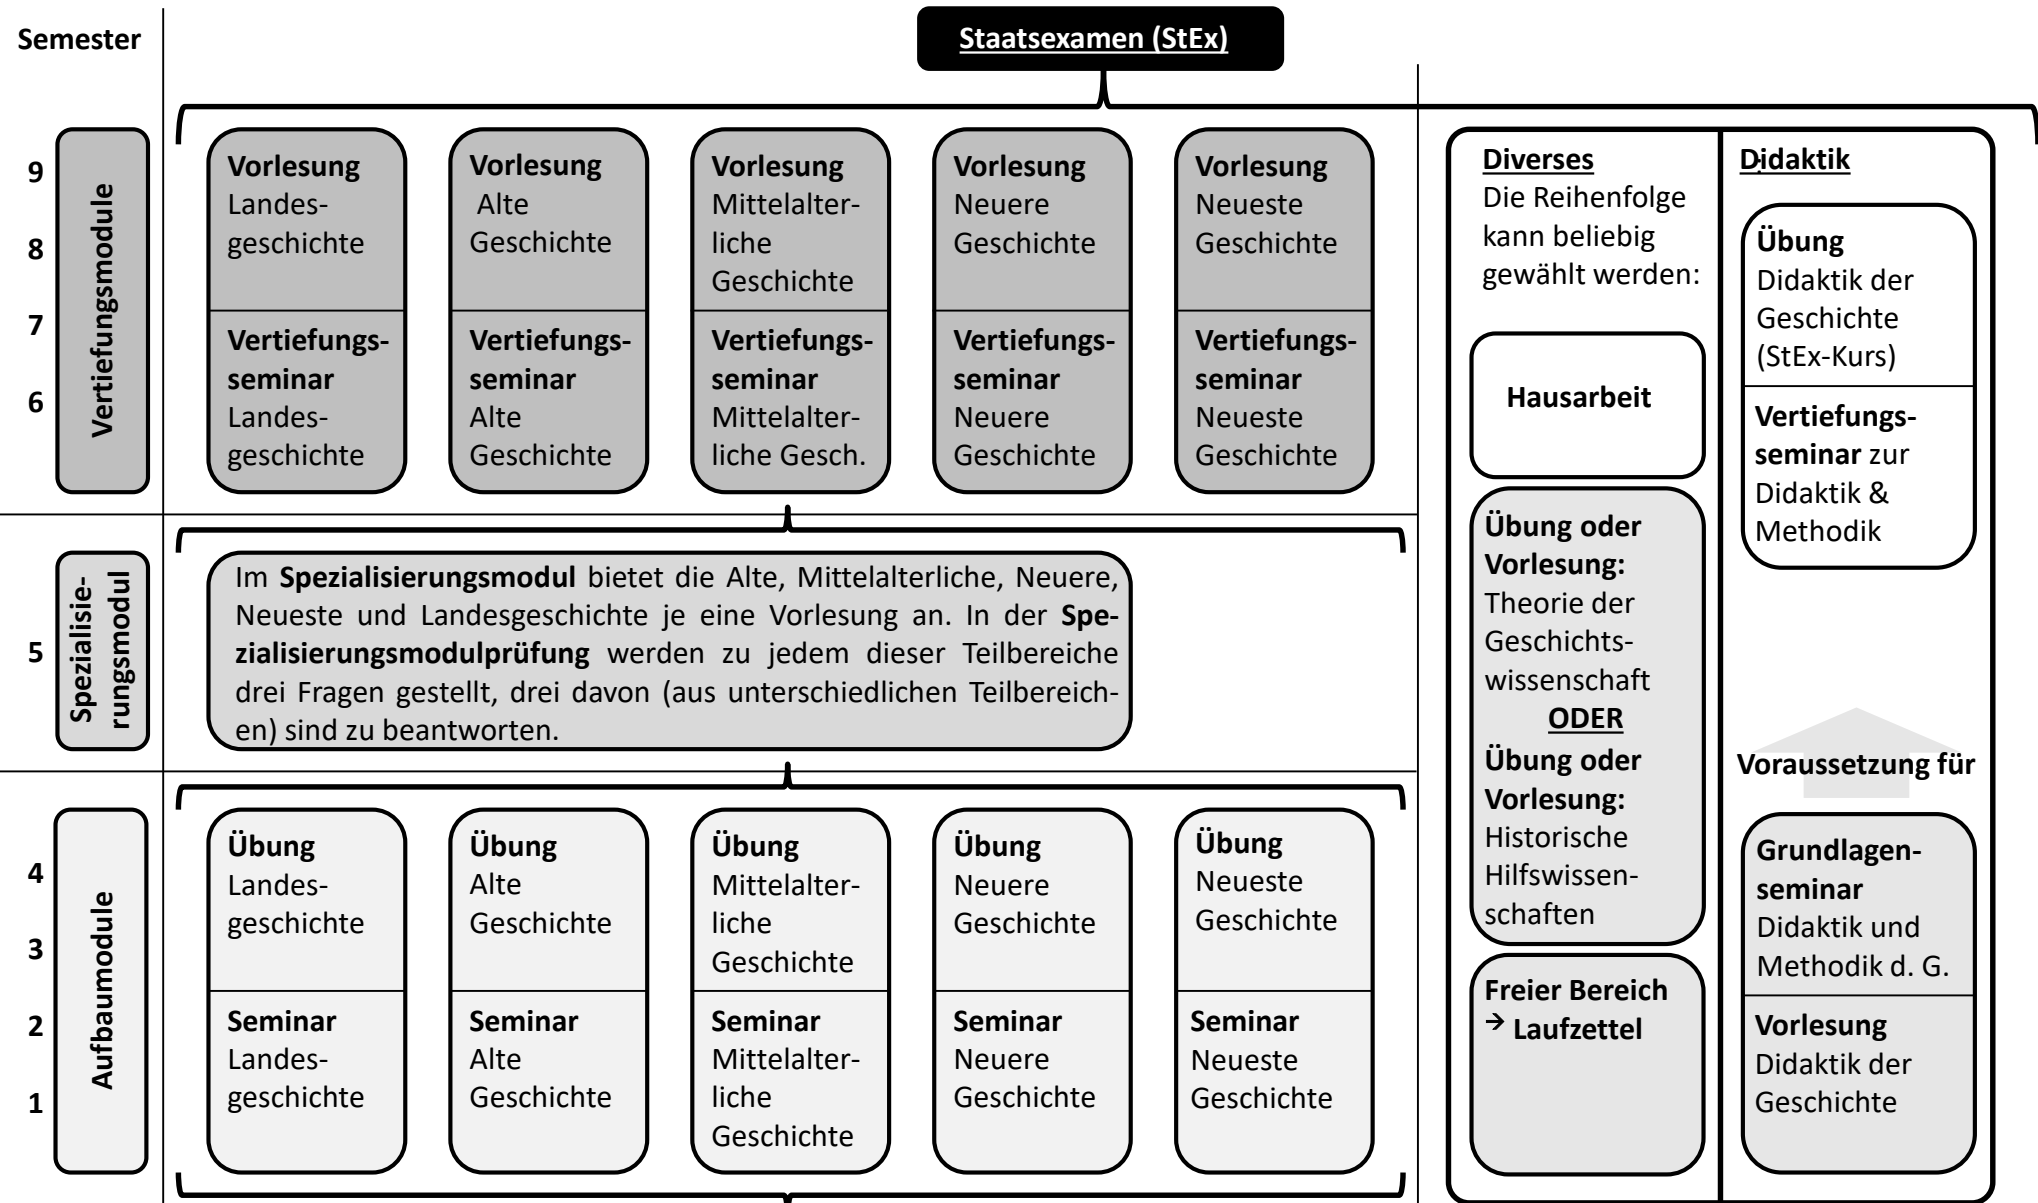 Semester
Staatsexamen (StEx)
9
8
7
6
Vertiefungsmodule
Vorlesung
Landes-
geschichte
Vertiefungs-
seminar
Landes-
geschichte
Vorlesung
Alte
Geschichte
Vertiefungs-
seminar
Alte
Geschichte
Vorlesung
Mittelalter-
liche
Geschichte
Vertiefungs-
seminar
Mittelalter-
liche Gesch.
Vorlesung
Neuere
Geschichte
Vertiefungs-
seminar
Neuere
Geschichte
Vorlesung
Neueste
Geschichte
Vertiefungs-
seminar
Neueste
Geschichte
5
Spezialisie-
rungsmodul
Im Spezialisierungsmodul bietet die Alte, Mittelalterliche, Neuere,
Neueste und Landesgeschichte je eine Vorlesung an. In der Spe-
zialisierungsmodulprüfung werden zu jedem dieser Teilbereiche
drei Fragen gestellt, drei davon (aus unterschiedlichen Teilbereich-
en) sind zu beantworten.
4
3
2
1
Aufbaumodule
Übung
Landes-
geschichte
Seminar
Landes-
geschichte
Übung
Alte
Geschichte
Seminar
Alte
Geschichte
Übung
Mittelalter-
liche
Geschichte
Seminar
Mittelalter-
liche
Geschichte
Übung
Neuere
Geschichte
Seminar
Neuere
Geschichte
Übung
Neueste
Geschichte
Seminar
Neueste
Geschichte
Diverses
Die Reihenfolge
kann beliebig
gewählt werden:
Hausarbeit
Übung oder
Vorlesung:
Theorie der
Geschichts-
wissenschaft
ODER
Übung oder
Vorlesung:
Historische
Hilfswissen-
schaften
Freier Bereich
→ Laufzettel
Didaktik
Übung
Didaktik der
Geschichte
(StEx-Kurs)
Vertiefungs-
seminar zur
Didaktik &
Methodik
Voraussetzung für
Grundlagen-
seminar
Didaktik und
Methodik d. G.
Vorlesung
Didaktik der
Geschichte